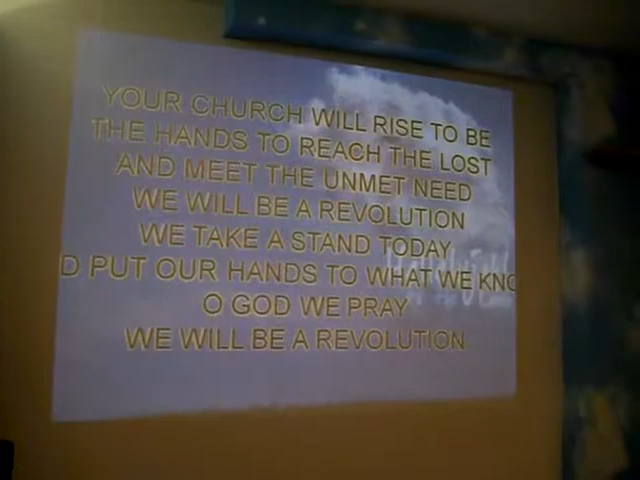 YOUR CHURCH WILL RISE TO BE
THE HANDS TO REACH THE LOST
AND MEET THE UNMET NEED
WE WILL BE A REVOLUTION
WE TAKE A STAND TODAY
D PUT OUR HANDS TO WHAT WE KNO
O GOD WE PRAY
WE WILL BE A REVOLUTION